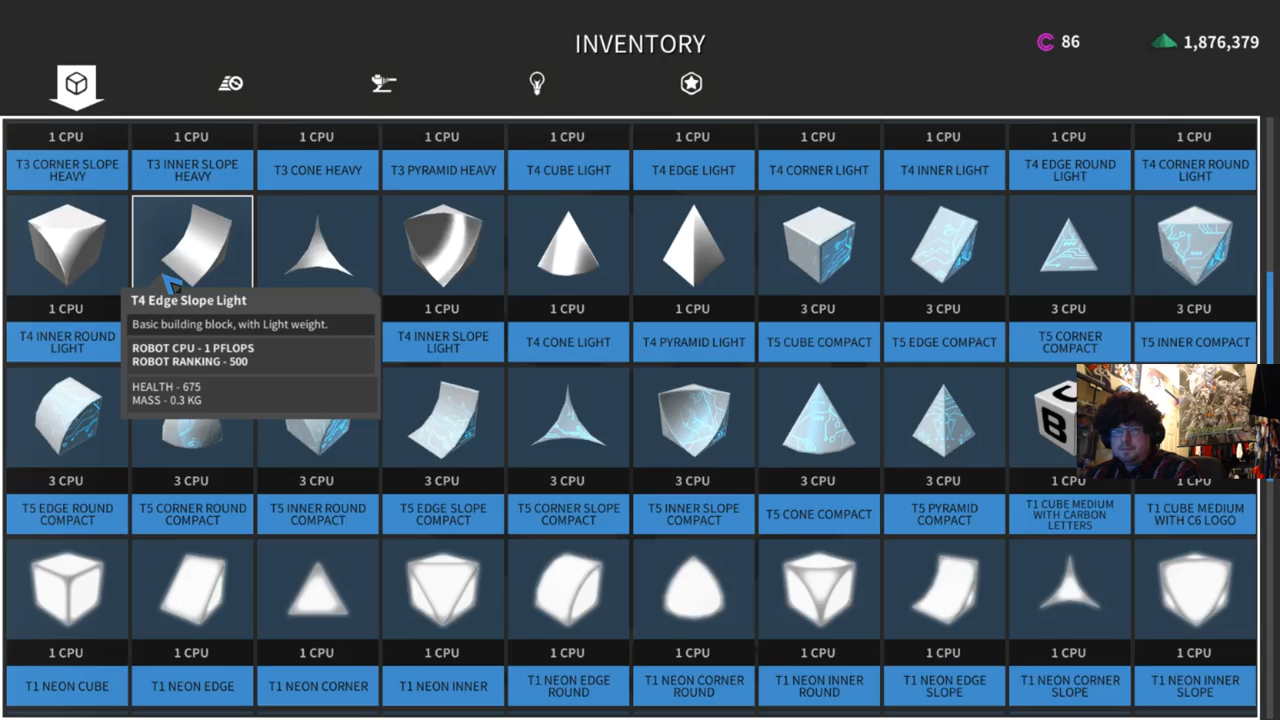 INVENTORY
86
1,876,379
1 CPU 1 CPU 1 CPU 1 CPU 1 CPU 1 CPU 1 CPU 1 CPU 1 CPU 1 CPU
T3 CORNER SLOPE HEAVY
T3 INNER SLOPE HEAVY
T3 CONE HEAVY
T3 PYRAMID HEAVY
T4 CUBE LIGHT
T4 EDGE LIGHT
T4 CORNER LIGHT
T4 INNER LIGHT
T4 EDGE ROUND LIGHT
T4 CORNER ROUND LIGHT
T4 Edge Slope Light
Basic building block, with Light weight.
ROBOT CPU - 1 PFLOPS
ROBOT RANKING - 500
HEALTH - 675
MASS - 0.3 KG
1 CPU 1 CPU 1 CPU 1 CPU 3 CPU 3 CPU 3 CPU 3 CPU
T4 INNER ROUND LIGHT
T4 INNER SLOPE LIGHT
T4 CONE LIGHT
T4 PYRAMID LIGHT
T5 CUBE COMPACT
T5 EDGE COMPACT
T5 CORNER COMPACT
T5 INNER COMPACT
B
3 CPU 3 CPU 3 CPU 3 CPU 3 CPU 3 CPU 3 CPU 3 CPU 1 CPU 1 CPU
T5 EDGE ROUND COMPACT
T5 CORNER ROUND COMPACT
T5 INNER ROUND COMPACT
T5 EDGE SLOPE COMPACT
T5 CORNER SLOPE COMPACT
T5 INNER SLOPE COMPACT
T5 CONE COMPACT
T5 PYRAMID COMPACT
T1 CUBE MEDIUM WITH CARBON LETTERS
T1 CUBE MEDIUM WITH C6 LOGO
1 CPU 1 CPU 1 CPU 1 CPU 1 CPU 1 CPU 1 CPU 1 CPU 1 CPU 1 CPU
T1 NEON CUBE
T1 NEON EDGE
T1 NEON CORNER
T1 NEON INNER
T1 NEON EDGE ROUND
T1 NEON CORNER ROUND
T1 NEON INNER ROUND
T1 NEON EDGE SLOPE
T1 NEON CORNER SLOPE
T1 NEON INNER SLOPE